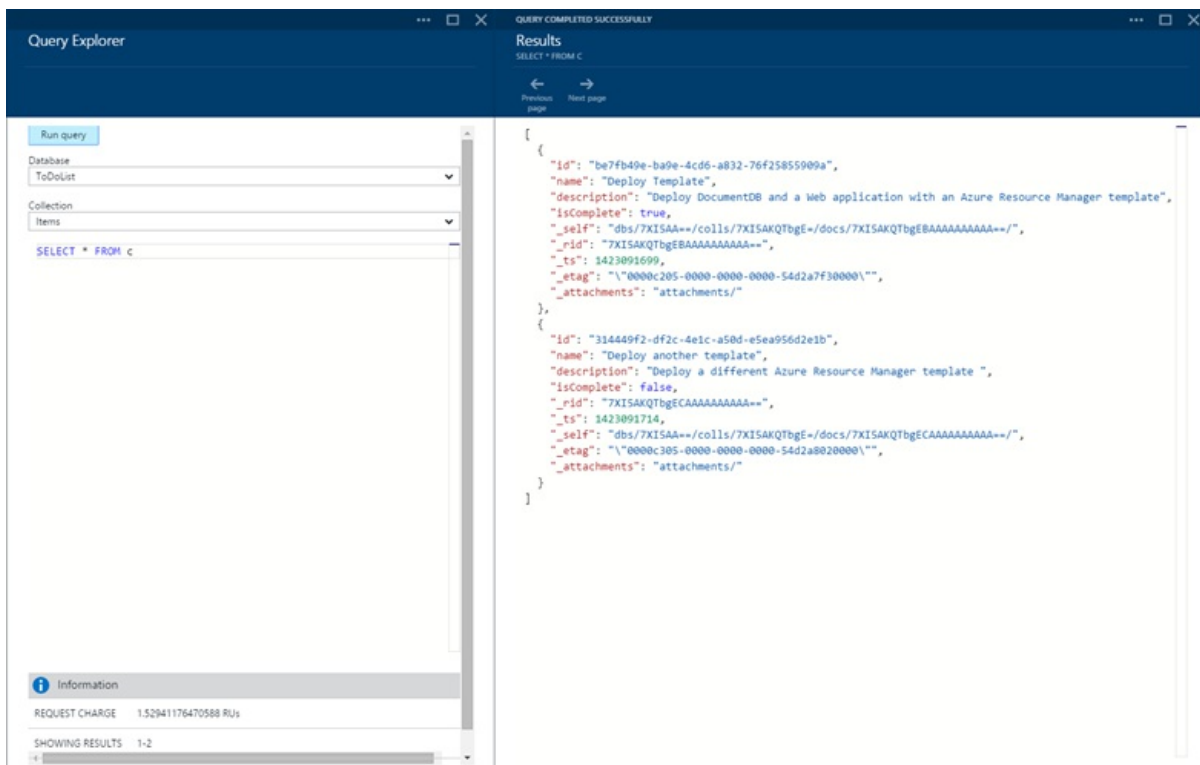 Query Explorer
Run query
Database
ToDoList
Collection
Items
SELECT * FROM c
Information
REQUEST CHARGE 1.52941176470588 RUs
SHOWING RESULTS 1-2
QUERY COMPLETED SUCCESSFULLY
Results
SELECT * FROM C
Previous page
Next page
[
{
"id": "be7fb49e-ba9e-4cd6-a832-76f25855909a",
"name": "Deploy Template",
"description": "Deploy DocumentDB and a Web application with an Azure Resource Manager template",
"isComplete": true,
"_self": "dbs/7XI5AA==/colls/7XI5AKQTbgE=/docs/7XI5AKQTbgEBAAAAAAAAAA==/",
"_rid": "7XI5AKQTbgEBAAAAAAAAAA==",
"_ts": 1423091699,
"_etag": "\"0000c205-0000-0000-0000-54d2a7f30000\"",
"_attachments": "attachments/"
},
{
"id": "314449f2-df2c-4e1c-a50d-e5ea956d2e1b",
"name": "Deploy another template",
"description": "Deploy a different Azure Resource Manager template ",
"isComplete": false,
"_rid": "7XI5AKQTbgECAAAAAAAAAA==",
"_ts": 1423091714,
"_self": "dbs/7XI5AA==/colls/7XI5AKQTbgE=/docs/7XI5AKQTbgECAAAAAAAAAA==/",
"_etag": "\"0000c305-0000-0000-0000-54d2a8020000\"",
"_attachments": "attachments/"
}
]